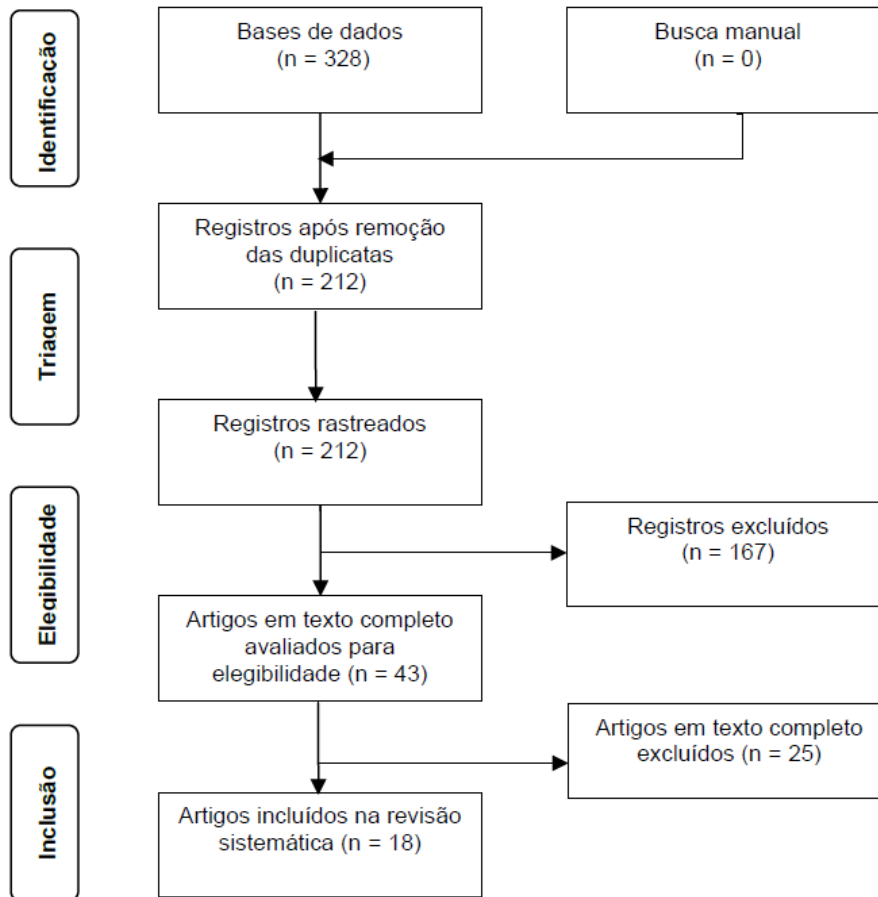 Identificação
Bases de dados
(n = 328)
Busca manual
(n = 0)
Triagem
Registros após remoção
das duplicatas
(n = 212)
Registros rastreados
(n = 212)
Elegibilidade
Registros excluídos
(n = 167)
Artigos em texto completo
avaliados para
elegibilidade (n = 43)
Inclusão
Artigos em texto completo
excluídos (n = 25)
Artigos incluídos na revisão
sistemática (n = 18)